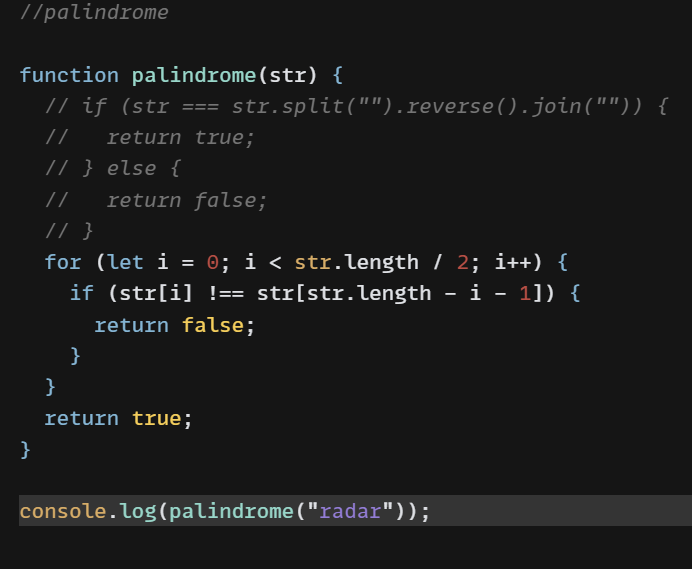 //palindrome
function palindrome(str) {
// if (str === str.split("").reverse().join("")) {
//   return true;
// } else {
//   return false;
// }
for (let i = 0; i < str.length / 2; i++) {
if (str[i] !== str[str.length - i - 1]) {
return false;
}
}
return true;
}
console.log(palindrome("radar"));